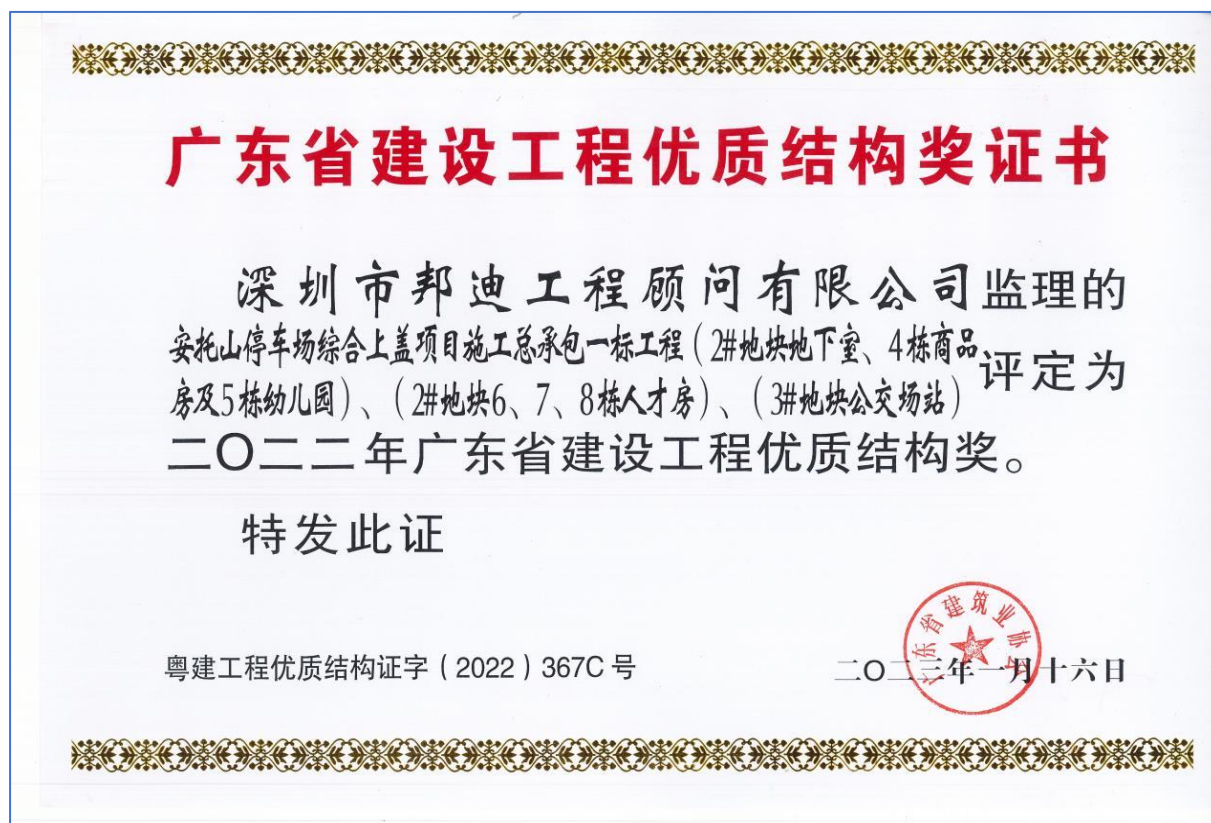 广东省建设工程优质结构奖证书
深圳市邦迪工程顾问有限公司监理的
安托山停车场综合上盖项目施工总承包一标工程（2#地块地下室、4栋商品
房及5栋幼儿园）、（2#地块6、7、8栋人才房）、（3#地块公交场站）
评定为
二〇二二年广东省建设工程优质结构奖。
特发此证
广东省建筑业协会
粤建工程优质结构证字（2022）367C号
二〇二三年一月十六日